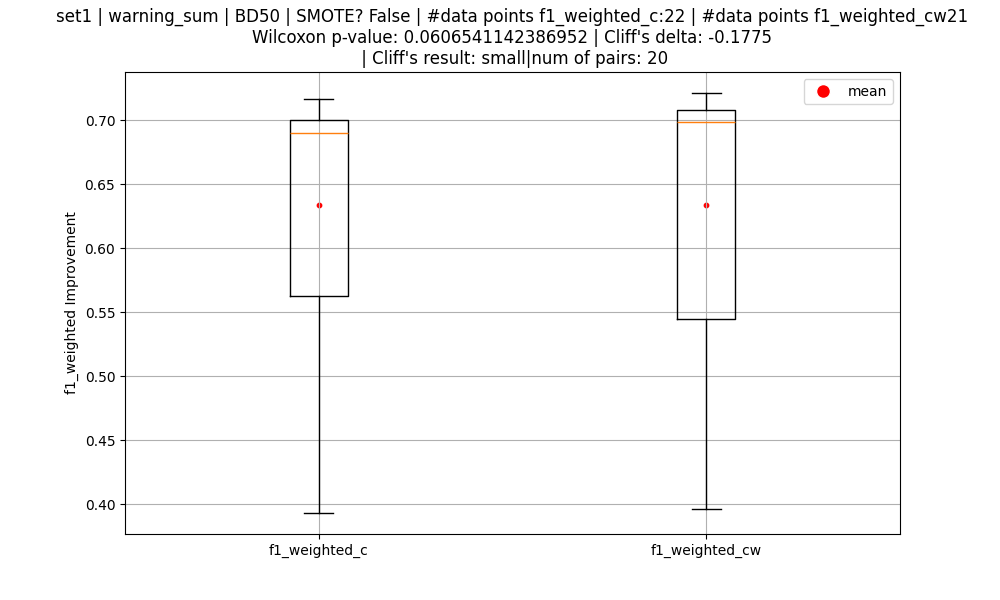 set1 | warning_sum | BD50 | SMOTE? False | #data points f1_weighted_c:22 | #data points f1_weighted_cw21
Wilcoxon p-value: 0.0606541142386952 | Cliff's delta: -0.1775
| Cliff's result: small|num of pairs: 20
mean
0.70
0.65
0.60
0.55
0.50
0.45
0.40
f1_weighted Improvement
f1_weighted_c
f1_weighted_cw